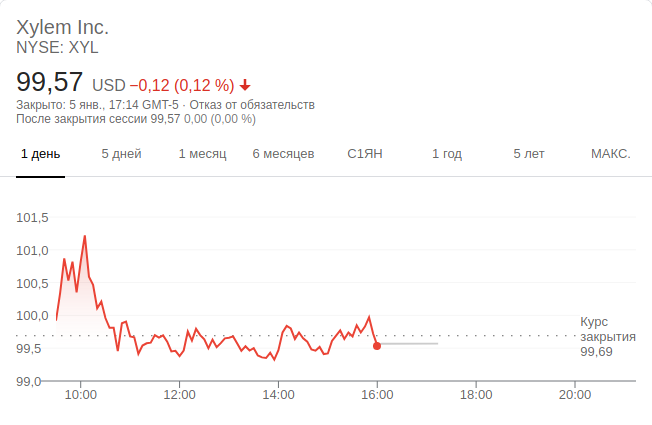 Xylem Inc.
NYSE: XYL
99,57 USD −0,12 (0,12 %)
Закрыто: 5 янв., 17:14 GMT-5 · Отказ от обязательств
После закрытия сессии 99,57 0,00 (0,00 %)
1 день 5 дней 1 месяц 6 месяцев С1ЯН 1 год 5 лет МАКС.
101,5
101,0
100,5
100,0
Курс
закрытия
99,69
99,5
99,0
10:00 12:00 14:00 16:00 18:00 20:00